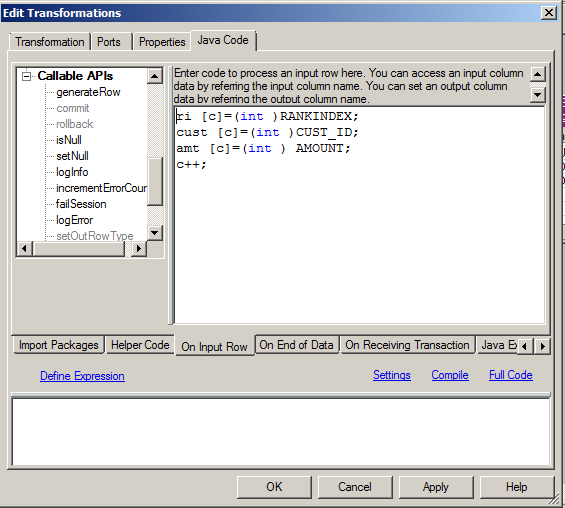 Edit Transformations
Transformation Ports Properties Java Code
Callable APIs
generateRow
commit
rollback
isNull
setNull
logInfo
incrementErrorCour
failSession
logError
setOutRowType
Enter code to process an input row here. You can access an input column
data by referring the input column name. You can set an output column
data by referring the output column name.
ri [c]=(int )RANKINDEX;
cust [c]=(int )CUST_ID;
amt [c]=(int ) AMOUNT;
c++;
Import Packages Helper Code On Input Row On End of Data On Receiving Transaction Java E
Define Expression Settings Compile Full Code
OK Cancel Apply Help